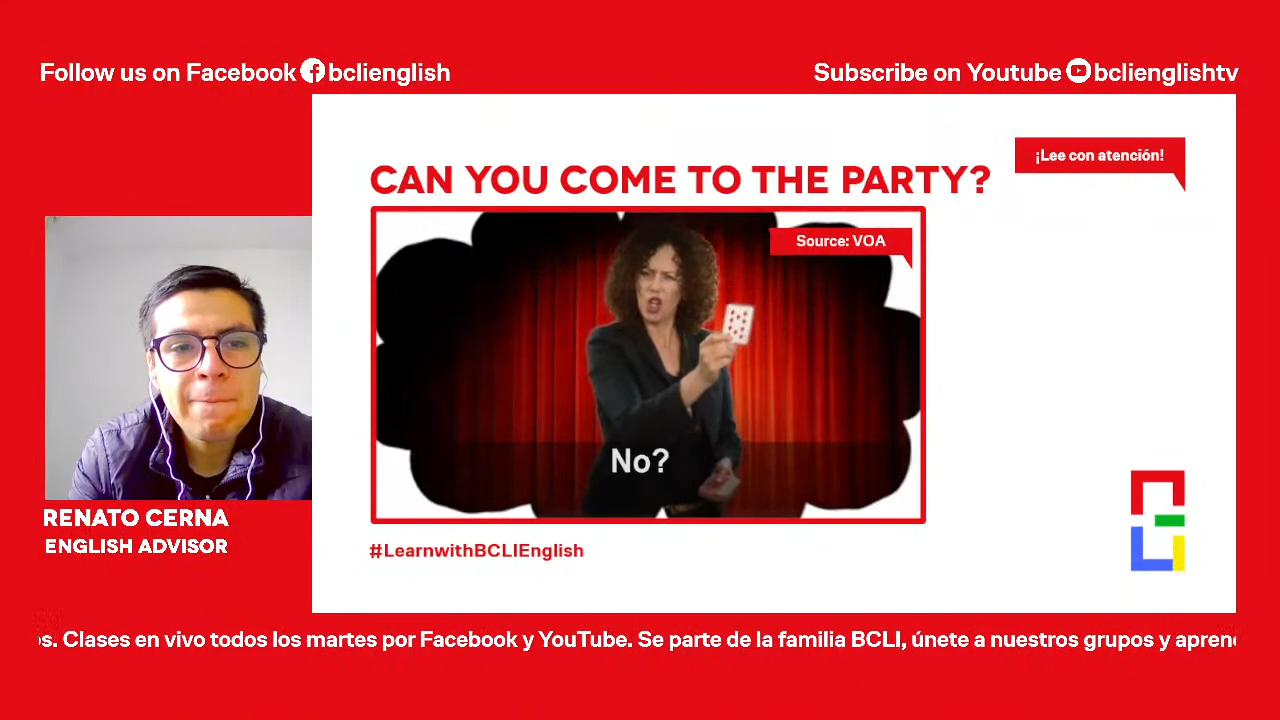 Follow us on Facebook bclienglish
Subscribe on Youtube bclienglishtv
¡Lee con atención!
CAN YOU COME TO THE PARTY?
Source: VOA
No?
RENATO CERNA
ENGLISH ADVISOR
#LearnwithBCLIEnglish
s. Clases en vivo todos los martes por Facebook y YouTube. Se parte de la familia BCLI, únete a nuestros grupos y apren